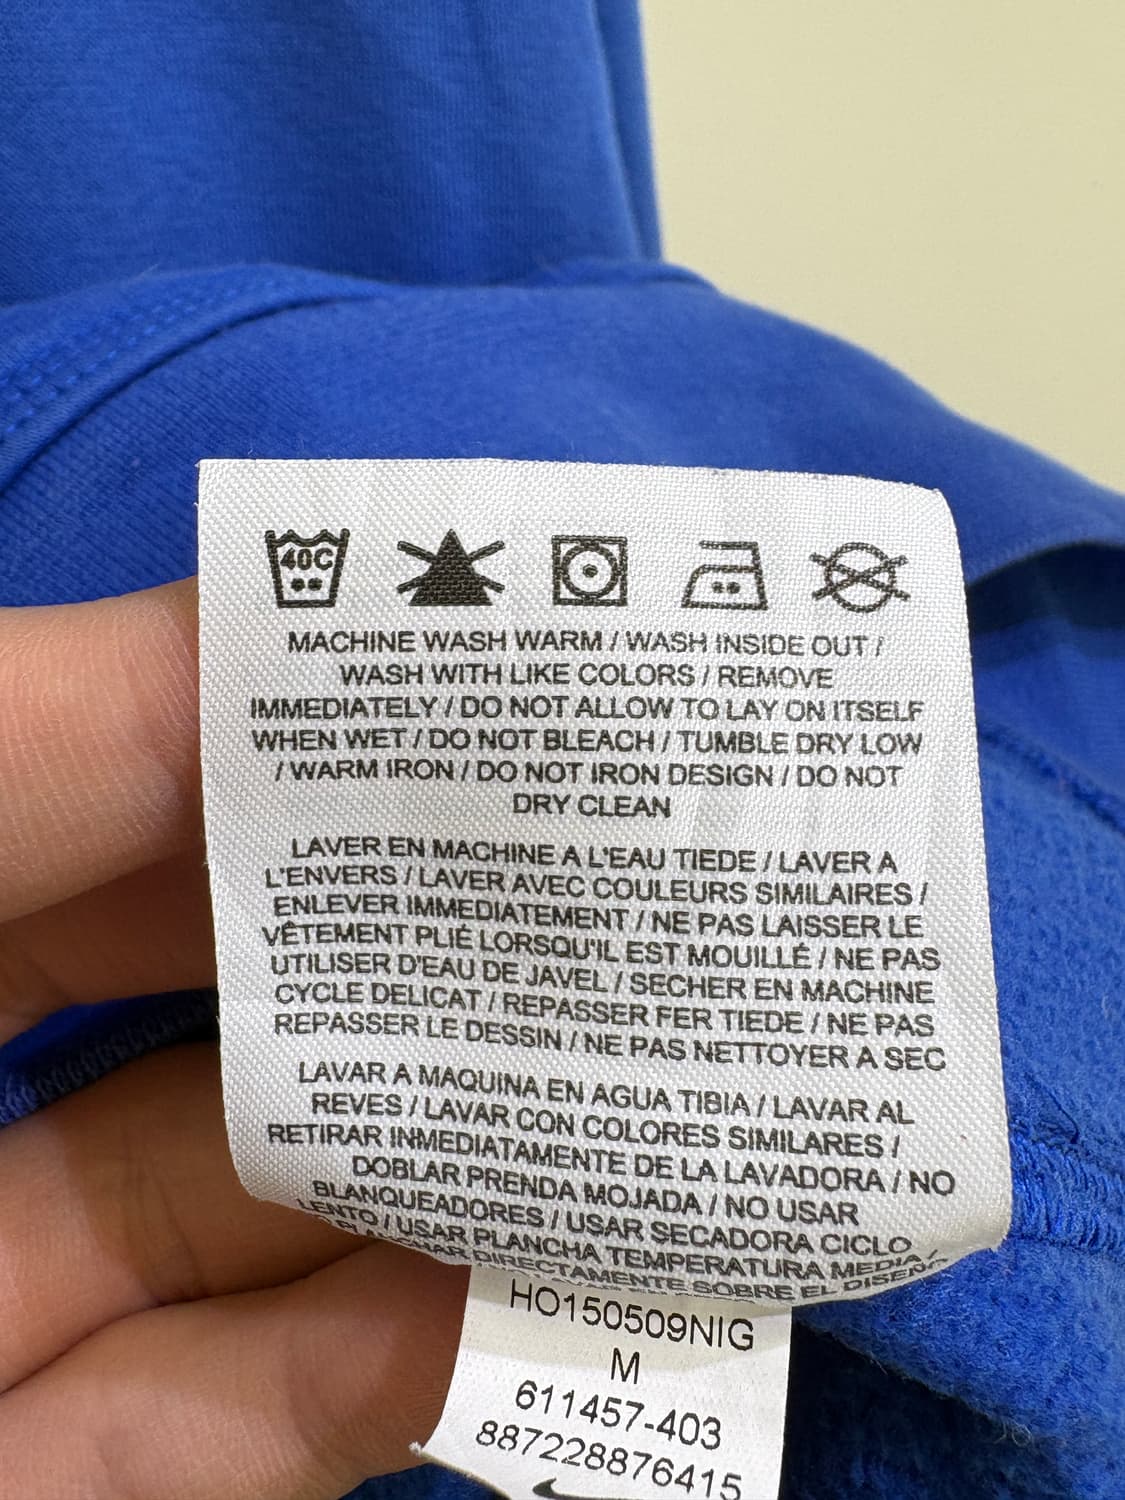 40C
MACHINE WASH WARM / WASH INSIDE OUT /
WASH WITH LIKE COLORS / REMOVE
IMMEDIATELY / DO NOT ALLOW TO LAY ON ITSELF
WHEN WET / DO NOT BLEACH / TUMBLE DRY LOW
/ WARM IRON / DO NOT IRON DESIGN / DO NOT
DRY CLEAN
LAVER EN MACHINE A L'EAU TIEDE / LAVER A
L'ENVERS / LAVER AVEC COULEURS SIMILAIRES /
ENLEVER IMMEDIATEMENT / NE PAS LAISSER LE
VÊTEMENT PLIÉ LORSQU'IL EST MOUILLÉ / NE PAS
UTILISER D'EAU DE JAVEL / SECHER EN MACHINE
CYCLE DELICAT / REPASSER FER TIEDE / NE PAS
REPASSER LE DESSIN / NE PAS NETTOYER A SEC
LAVAR A MAQUINA EN AGUA TIBIA / LAVAR AL
REVES / LAVAR CON COLORES SIMILARES /
RETIRAR INMEDIATAMENTE DE LA LAVADORA / NO
DOBLAR PRENDA MOJADA / NO USAR
BLANQUEADORES / USAR SECADORA CICLO
LENTO / USAR PLANCHA TEMPERATURA MEDIA /
DIRECTAMENTE SOBRE EL DISEÑO
HO150509NIG
M
611457-403
887228876415